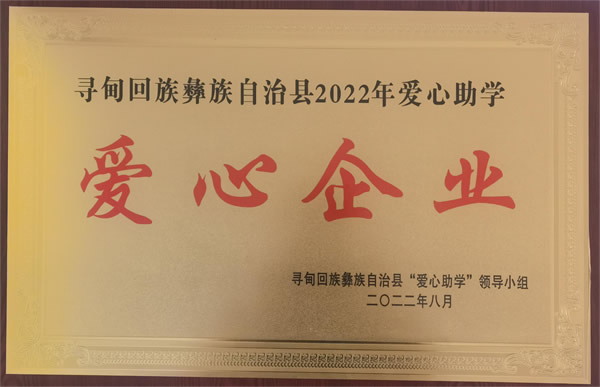 寻甸回族彝族自治县2022年爱心助学
爱心企业
寻甸回族彝族自治县“爱心助学”领导小组
二〇二二年八月